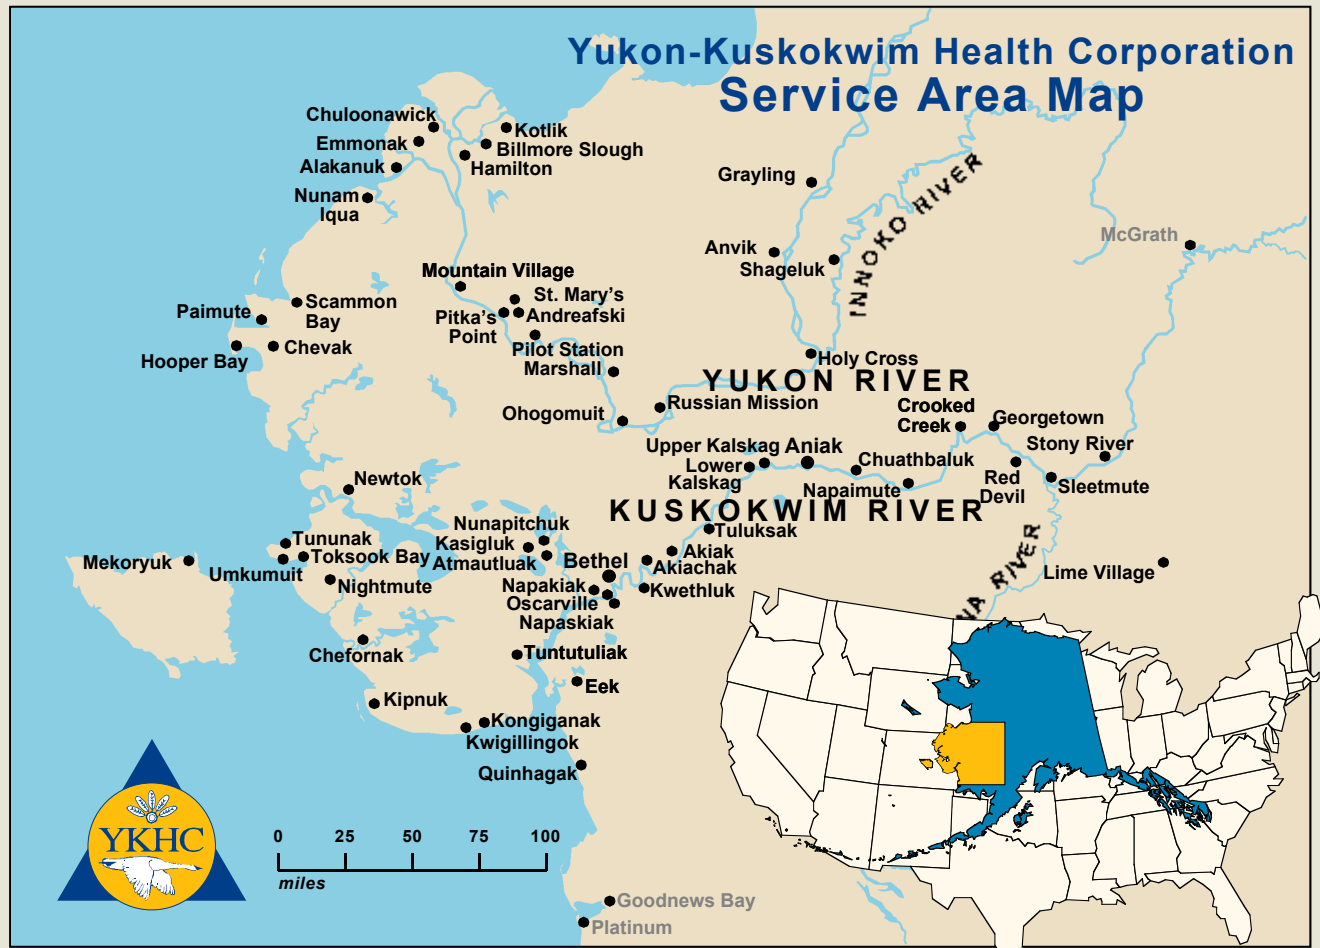 Yukon-Kuskokwim Health Corporation
Service Area Map
Chuloonawick
Kotlik
Emmonak
Billmore Slough
Alakanuk
Hamilton
Nunam
Iqua
Grayling
INNOKO RIVER
McGrath
Anvik
Shageluk
Mountain Village
St. Mary's
Andreafski
Pitka's
Point
Scammon
Bay
Paimute
Chevak
Hooper Bay
Pilot Station
Marshall
Holy Cross
YUKON RIVER
Russian Mission
Ohogomuit
Crooked
Creek
Georgetown
Stony River
Upper Kalskag
Aniak
Lower
Kalskag
Chuathbaluk
Napaimute
Red
Devil
Sleetmute
KUSKOKWIM RIVER
Newtok
Tuluksak
Nunapitchuk
Kasigluk
Atmautluak
Tununak
Toksook Bay
Umkumuit
Nightmute
Mekoryuk
Bethel
Akiak
Akiachak
Kwethluk
Napakiak
Oscarville
Napaskiak
NA RIVER
Lime Village
Chefornak
Tuntutuliak
Eek
Kipnuk
Kongiganak
Kwigillingok
Quinhagak
YKHC
0 25 50 75 100
miles
Goodnews Bay
Platinum